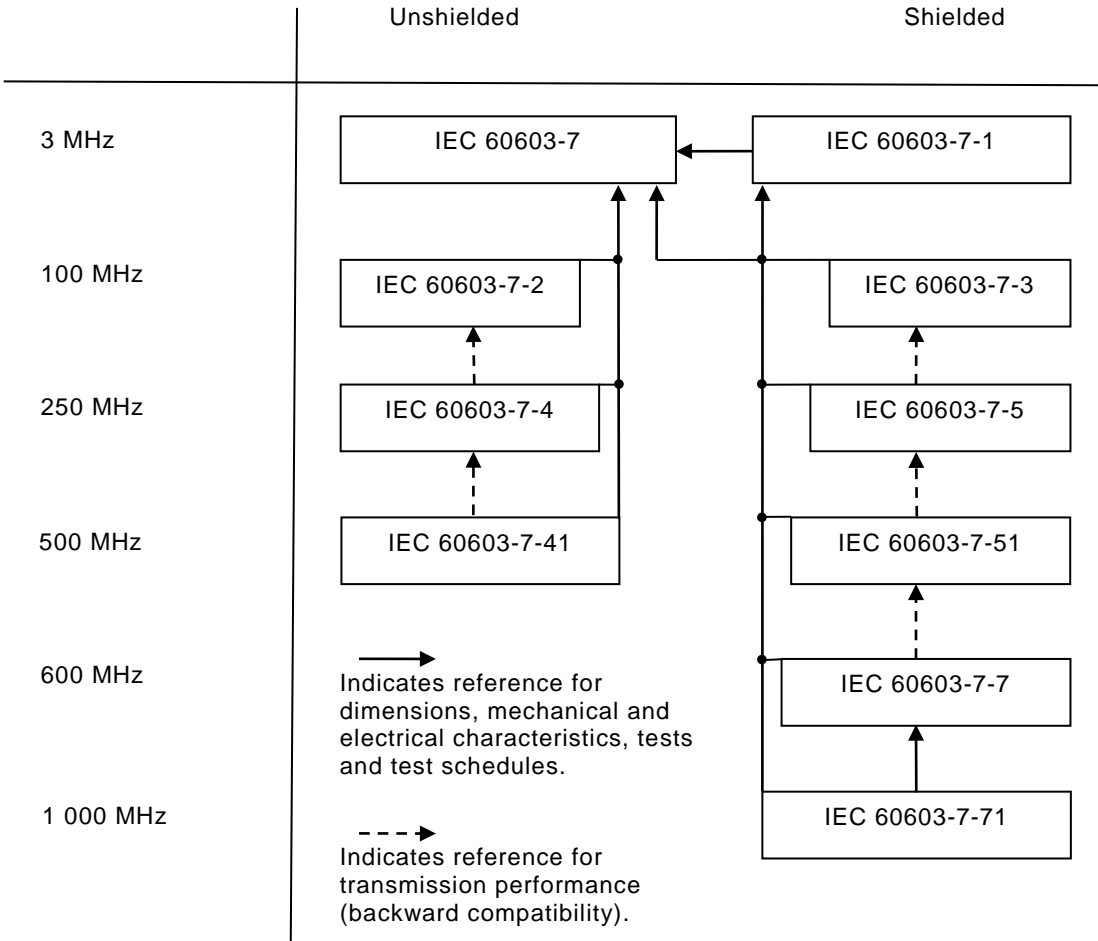 Unshielded
Shielded
3 MHz
IEC 60603-7
IEC 60603-7-1
100 MHz
IEC 60603-7-2
IEC 60603-7-3
250 MHz
IEC 60603-7-4
IEC 60603-7-5
500 MHz
IEC 60603-7-41
IEC 60603-7-51
600 MHz
IEC 60603-7-7
Indicates reference for
dimensions, mechanical and
electrical characteristics, tests
and test schedules.
1 000 MHz
IEC 60603-7-71
Indicates reference for
transmission performance
(backward compatibility).